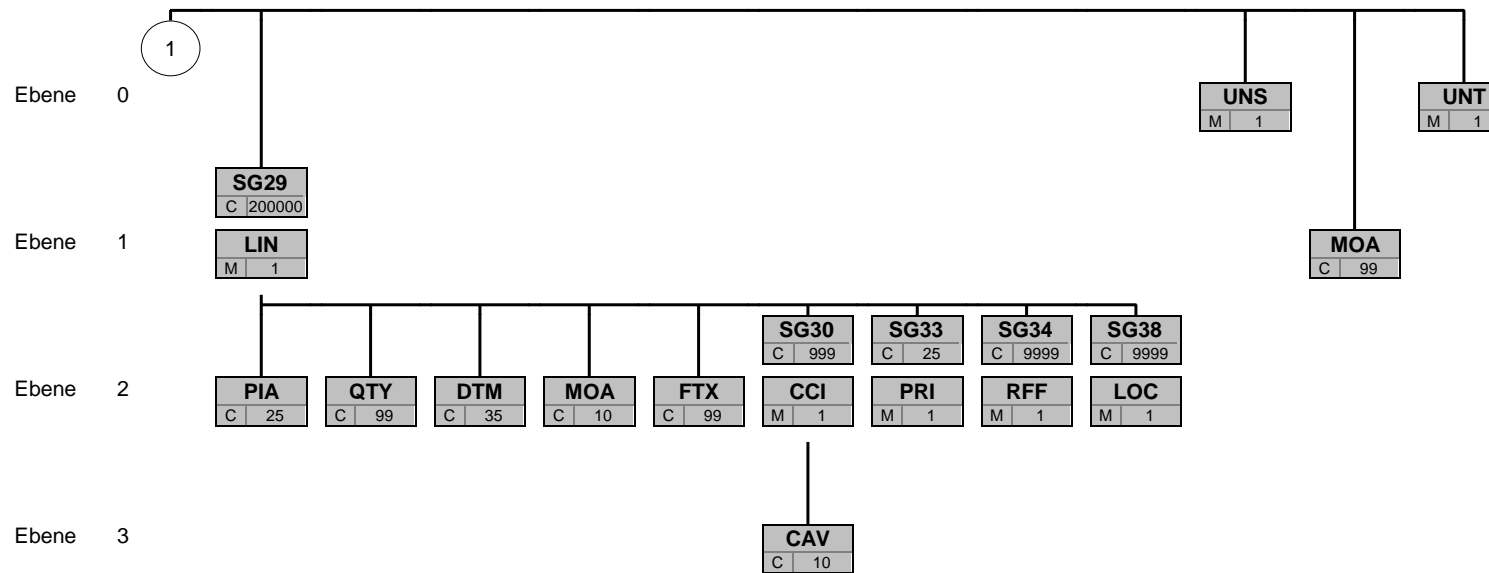 1
Ebene 0
UNS
UNT
M 1
M 1
SG29
C 200000
Ebene 1
LIN
MOA
M 1
C 99
SG30
SG33
SG34
SG38
C 999
C 25
C 9999
C 9999
Ebene 2
PIA
QTY
DTM
MOA
FTX
CCI
PRI
RFF
LOC
C 25
C 99
C 35
C 10
C 99
M 1
M 1
M 1
M 1
Ebene 3
CAV
C 10